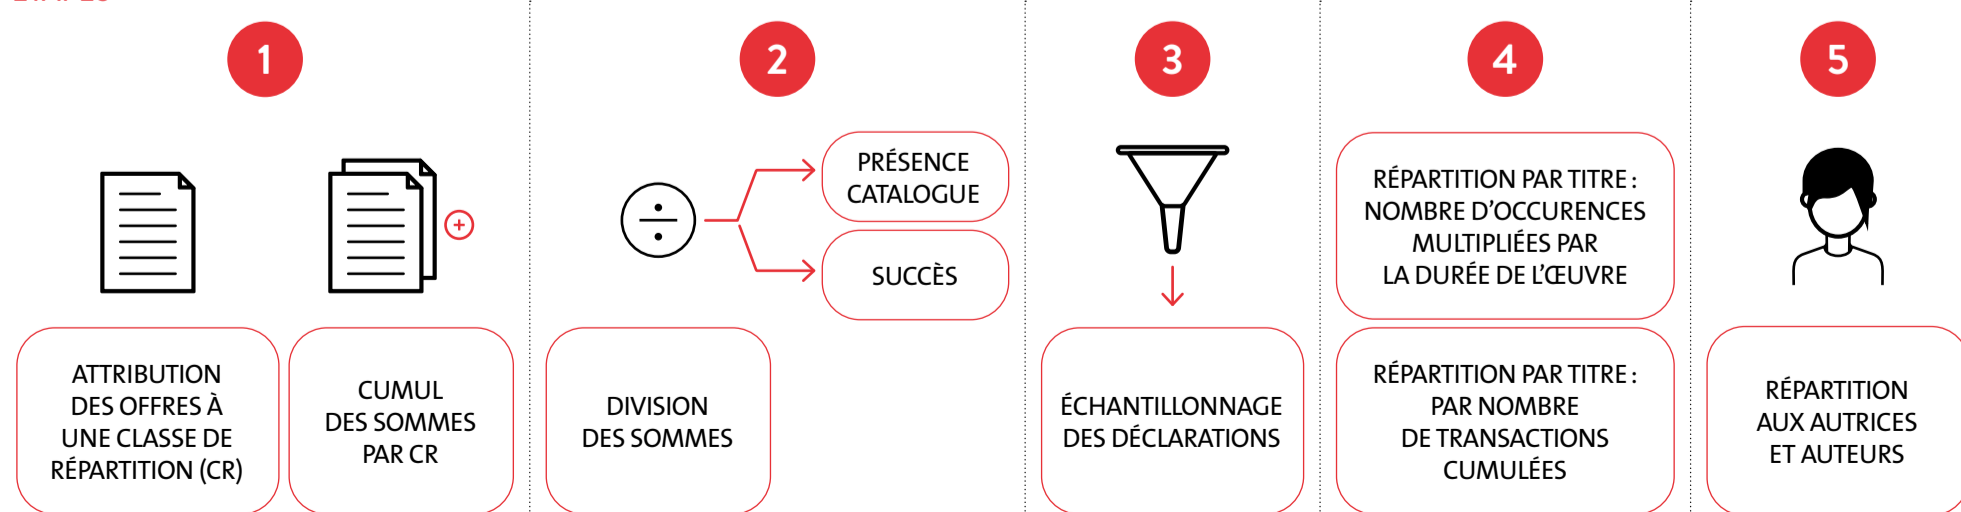 1
2
3
4
5
PRÉSENCE
CATALOGUE
SUCCÈS
RÉPARTITION PAR TITRE :
NOMBRE D’OCCURENCES
MULTIPLIÉES PAR
LA DURÉE DE L’ŒUVRE
ATTRIBUTION
DES OFFRES À
UNE CLASSE DE
RÉPARTITION (CR)
CUMUL
DES SOMMES
PAR CR
DIVISION
DES SOMMES
ÉCHANTILLONNAGE
DES DÉCLARATIONS
RÉPARTITION PAR TITRE :
PAR NOMBRE
DE TRANSACTIONS
CUMULÉES
RÉPARTITION
AUX AUTRICES
ET AUTEURS